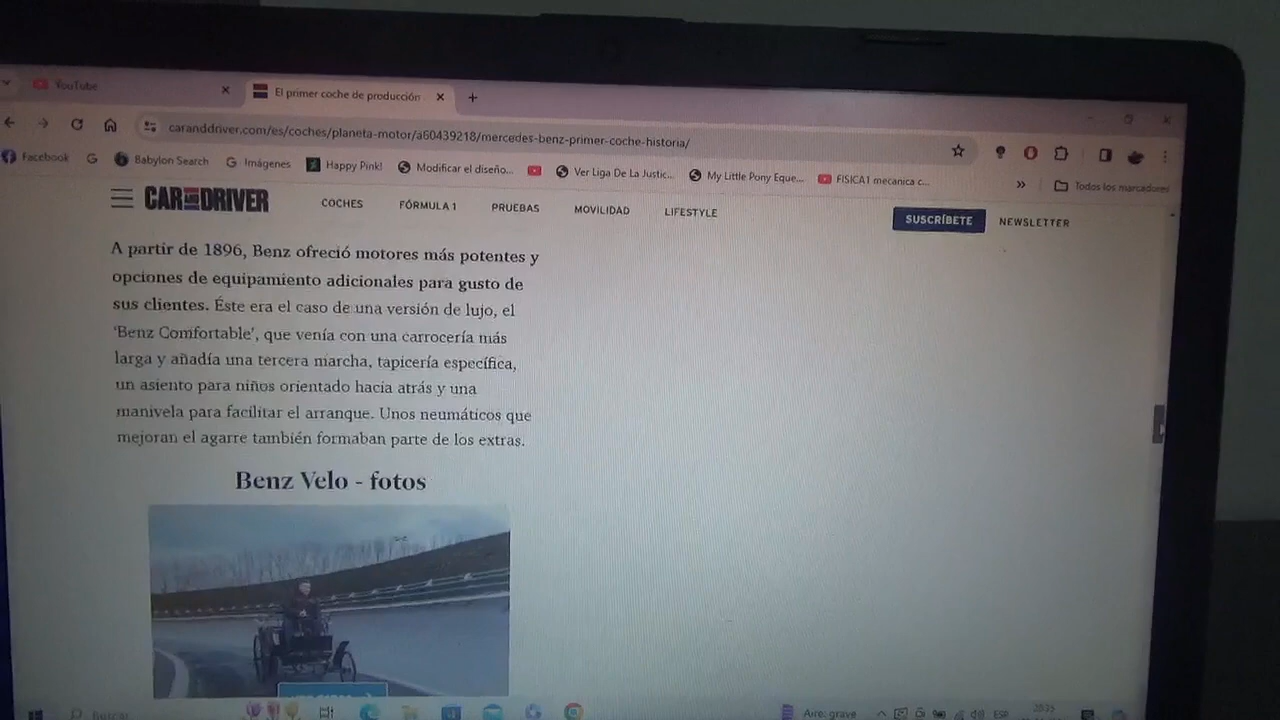 YouTube
El primer coche de producción
caranddriver.com/es/coches/planeta-motor/a60439218/mercedes-benz-primer-coche-historia/
Facebook
G
Babylon Search
G Imágenes
Happy Pink!
Modificar el diseño...
Ver Liga De La Justic...
My Little Pony Eque...
FISICA1 mecanica c...
»
Todos los marcadores
CAR AND DRIVER
COCHES
FÓRMULA 1
PRUEBAS
MOVILIDAD
LIFESTYLE
SUSCRÍBETE
NEWSLETTER
A partir de 1896, Benz ofreció motores más potentes y
opciones de equipamiento adicionales para gusto de
sus clientes. Éste era el caso de una versión de lujo, el
'Benz Comfortable', que venía con una carrocería más
larga y añadía una tercera marcha, tapicería específica,
un asiento para niños orientado hacia atrás y una
manivela para facilitar el arranque. Unos neumáticos que
mejoran el agarre también formaban parte de los extras.
Benz Velo - fotos
Buscar
Aire: grave
ESP